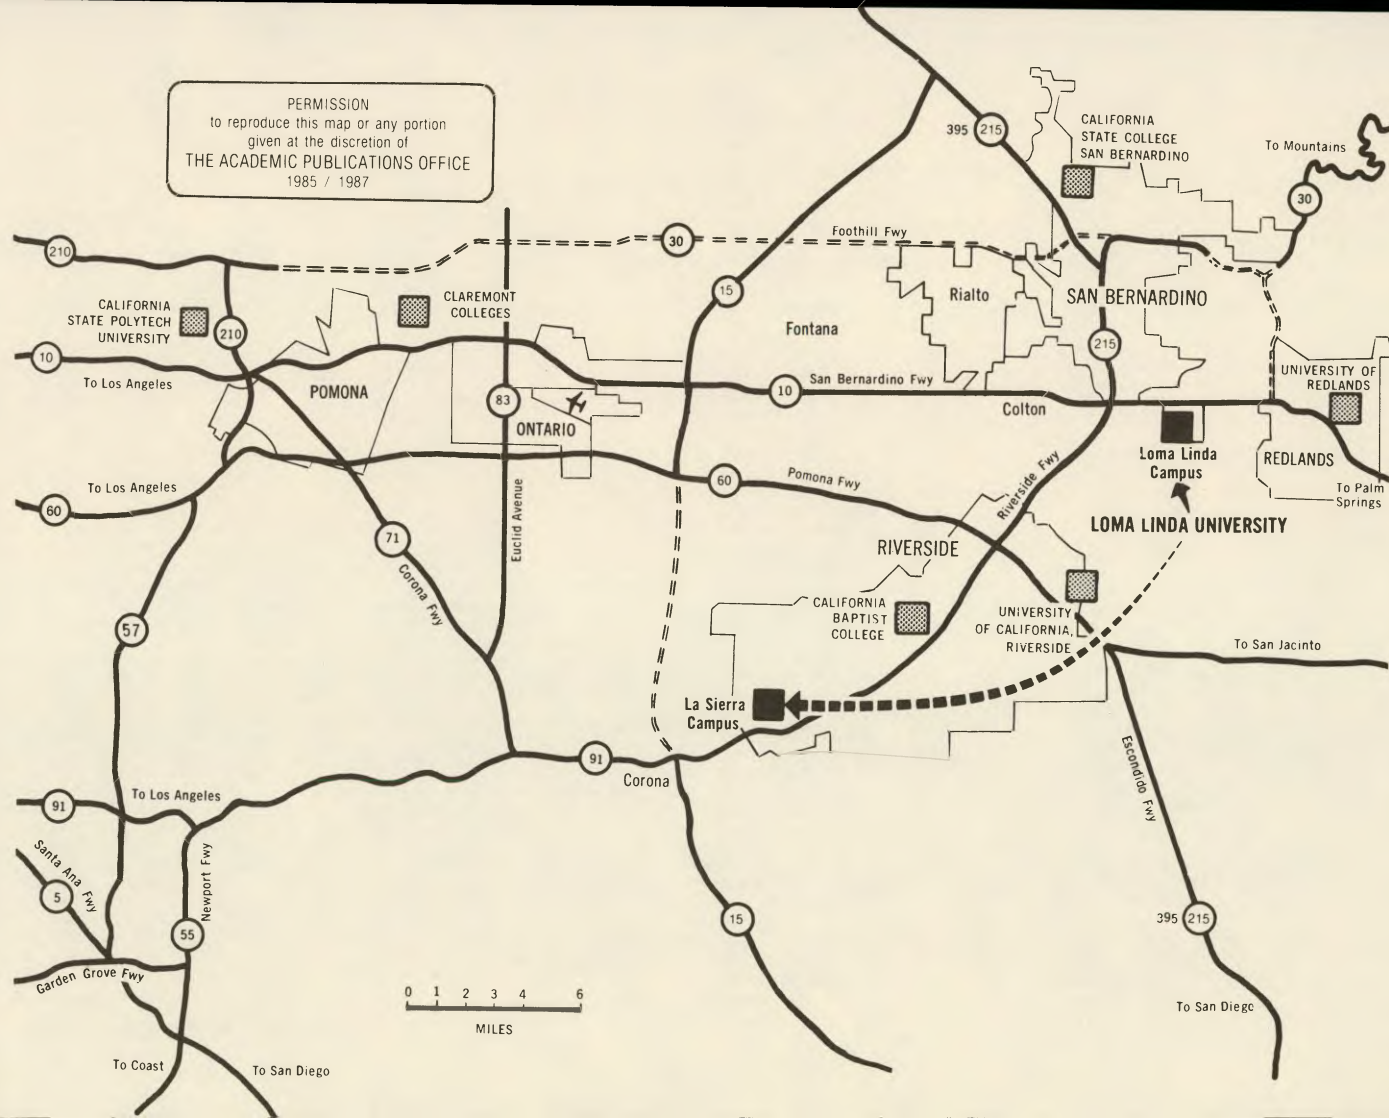 PERMISSION
to reproduce this map or any portion
given at the discretion of
THE ACADEMIC PUBLICATIONS OFFICE
1985 / 1987
395 215
CALIFORNIA
STATE COLLEGE
SAN BERNARDINO
To Mountains
30
210
30
Foothill Fwy
15
Rialto
SAN BERNARDINO
CALIFORNIA
STATE POLYTECH
UNIVERSITY
210
CLAREMONT
COLLEGES
Fontana
215
10
To Los Angeles
POMONA
83
ONTARIO
10
San Bernardino Fwy
Colton
UNIVERSITY OF
REDLANDS
Loma Linda
Campus
REDLANDS
To Palm
Springs
60
To Los Angeles
60
Pomona Fwy
Riverside Fwy
LOMA LINDA UNIVERSITY
71
Corona Fwy
Euclid Avenue
RIVERSIDE
57
CALIFORNIA
BAPTIST
COLLEGE
UNIVERSITY
OF CALIFORNIA,
RIVERSIDE
To San Jacinto
La Sierra
Campus
91
Corona
91
To Los Angeles
Escondido Fwy
Santa Ana Fwy
5
Newport Fwy
55
15
395 215
Garden Grove Fwy
0 1 2 3 4 6
MILES
To San Diego
To Coast
To San Diego